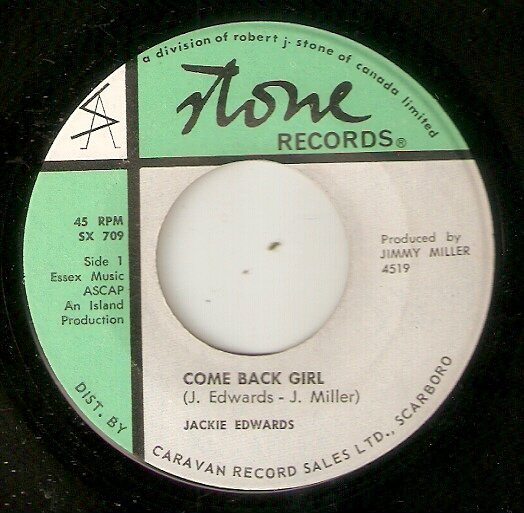 a division of robert j. stone of canada limited
stone
RECORDS®
45 RPM
SX 709
Side 1
Essex Music
ASCAP
An Island
Production
Produced by
JIMMY MILLER
4519
COME BACK GIRL
(J. Edwards - J. Miller)
JACKIE EDWARDS
DIST. BY CARAVAN RECORD SALES LTD., SCARBORO